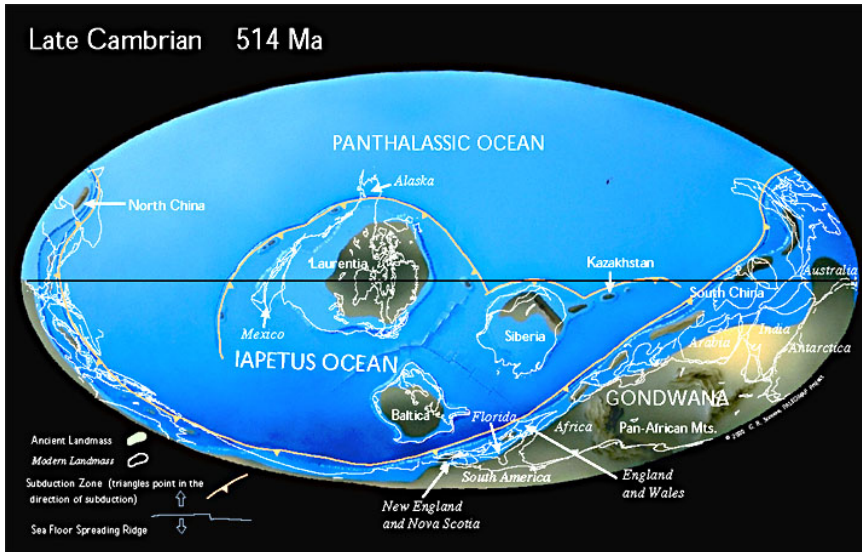 Late Cambrian 514 Ma
PANTHALASSIC OCEAN
Alaska
North China
Laurentia
Kazakhstan
Australia
South China
Mexico
Siberia
India
Arabia
Antarctica
IAPETUS OCEAN
GONDWANA
Baltica
Florida
Africa
Pan-African Mts.
South America
England
and Wales
New England
and Nova Scotia
Ancient Landmass
Modern Landmass
Subduction Zone (triangles point in the
direction of subduction)
Sea Floor Spreading Ridge